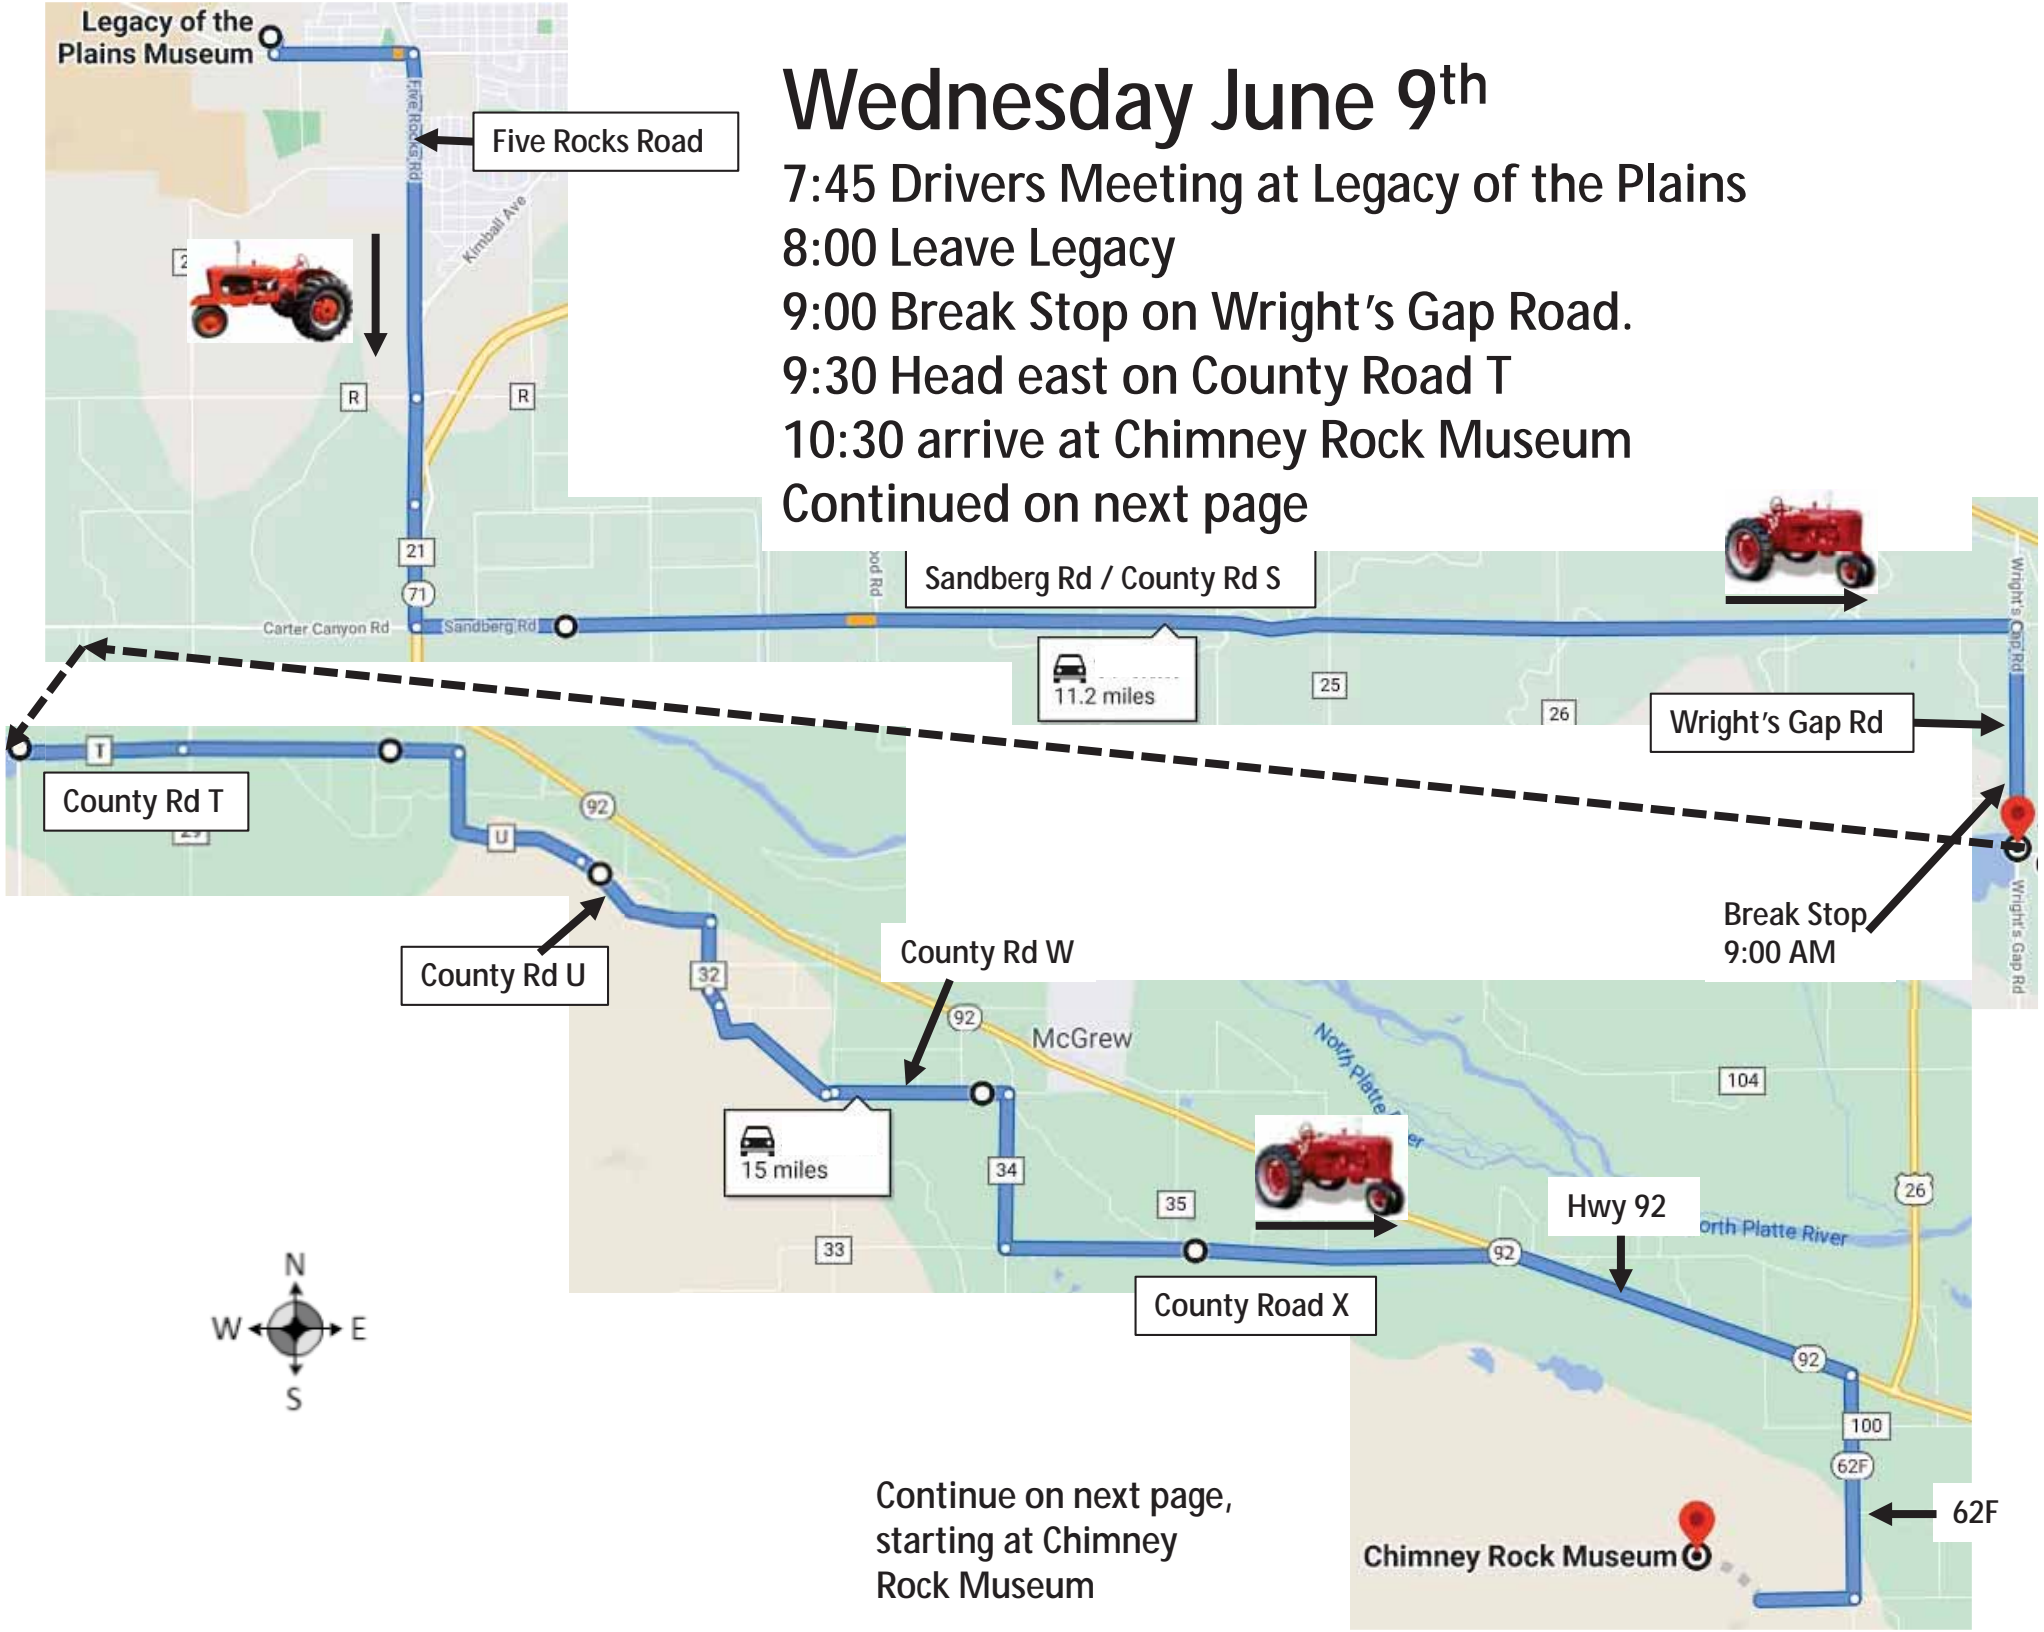 Legacy of the
Plains Museum
Wednesday June 9th
7:45 Drivers Meeting at Legacy of the Plains
8:00 Leave Legacy
9:00 Break Stop on Wright's Gap Road.
9:30 Head east on County Road T
10:30 arrive at Chimney Rock Museum
Continued on next page
Five Rocks Rd
Five Rocks Road
Kimball Ave
2
R
R
21
71
Carter Canyon Rd
Sandberg Rd
ood Rd
Sandberg Rd / County Rd S
11.2 miles
25
26
Wright's Gap Rd
Wright's Gap Rd
T
County Rd T
29
92
U
County Rd U
Break Stop
9:00 AM
Wright's Gap Rd
32
County Rd W
92
McGrew
North Platte River
104
15 miles
34
35
33
26
Hwy 92
orth Platte River
92
County Road X
N
W
E
S
92
100
62F
62F
Continue on next page,
starting at Chimney
Rock Museum
Chimney Rock Museum